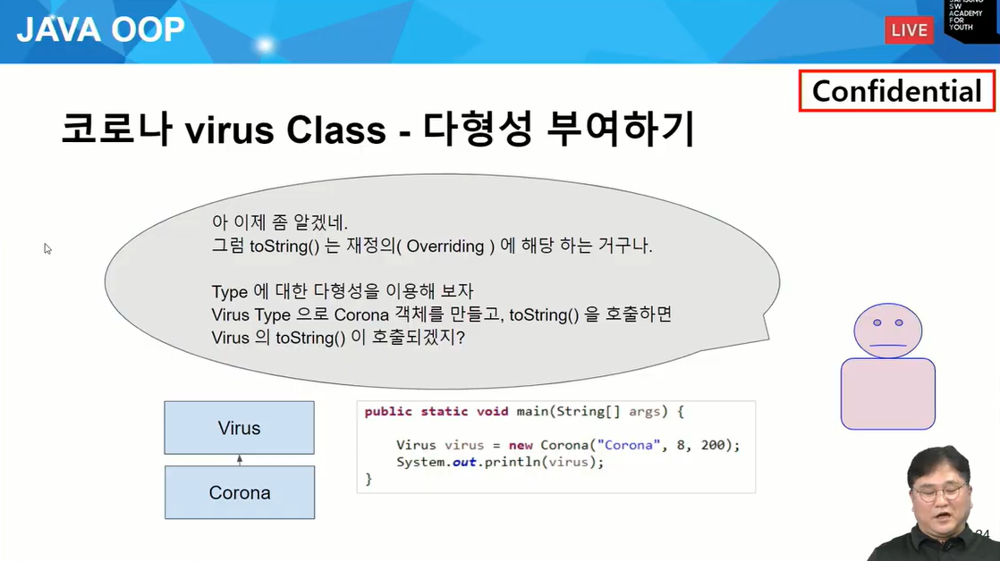 JAVA OOP
LIVE
SAMSUNG
SW
ACADEMY
FOR
YOUTH
Confidential
코로나 virus Class - 다형성 부여하기
아 이제 좀 알겠네.
그럼 toString() 는 재정의( Overriding ) 에 해당 하는 거구나.
Type 에 대한 다형성을 이용해 보자
Virus Type 으로 Corona 객체를 만들고, toString() 을 호출하면
Virus 의 toString() 이 호출되겠지?
Virus
Corona
public static void main(String[] args) {
Virus virus = new Corona("Corona", 8, 200);
System.out.println(virus);
}
24